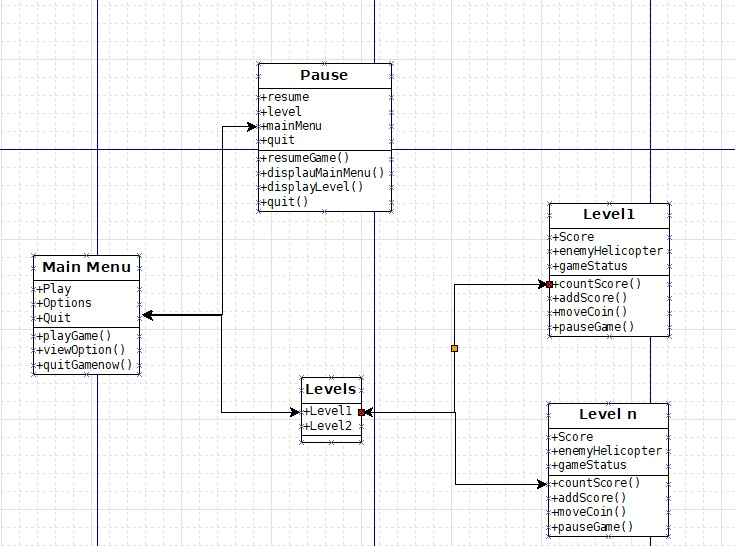 Pause
+resume
+level
+mainMenu
+quit
+resumeGame()
+displauMainMenu()
+displayLevel()
+quit()
Main Menu
+Play
+Options
+Quit
+playGame()
+viewOption()
+quitGamenow()
Levels
+Level1
+Level2
Level1
+Score
+enemyHelicopter
+gameStatus
+countScore()
+addScore()
+moveCoin()
+pauseGame()
Level n
+Score
+enemyHelicopter
+gameStatus
+countScore()
+addScore()
+moveCoin()
+pauseGame()